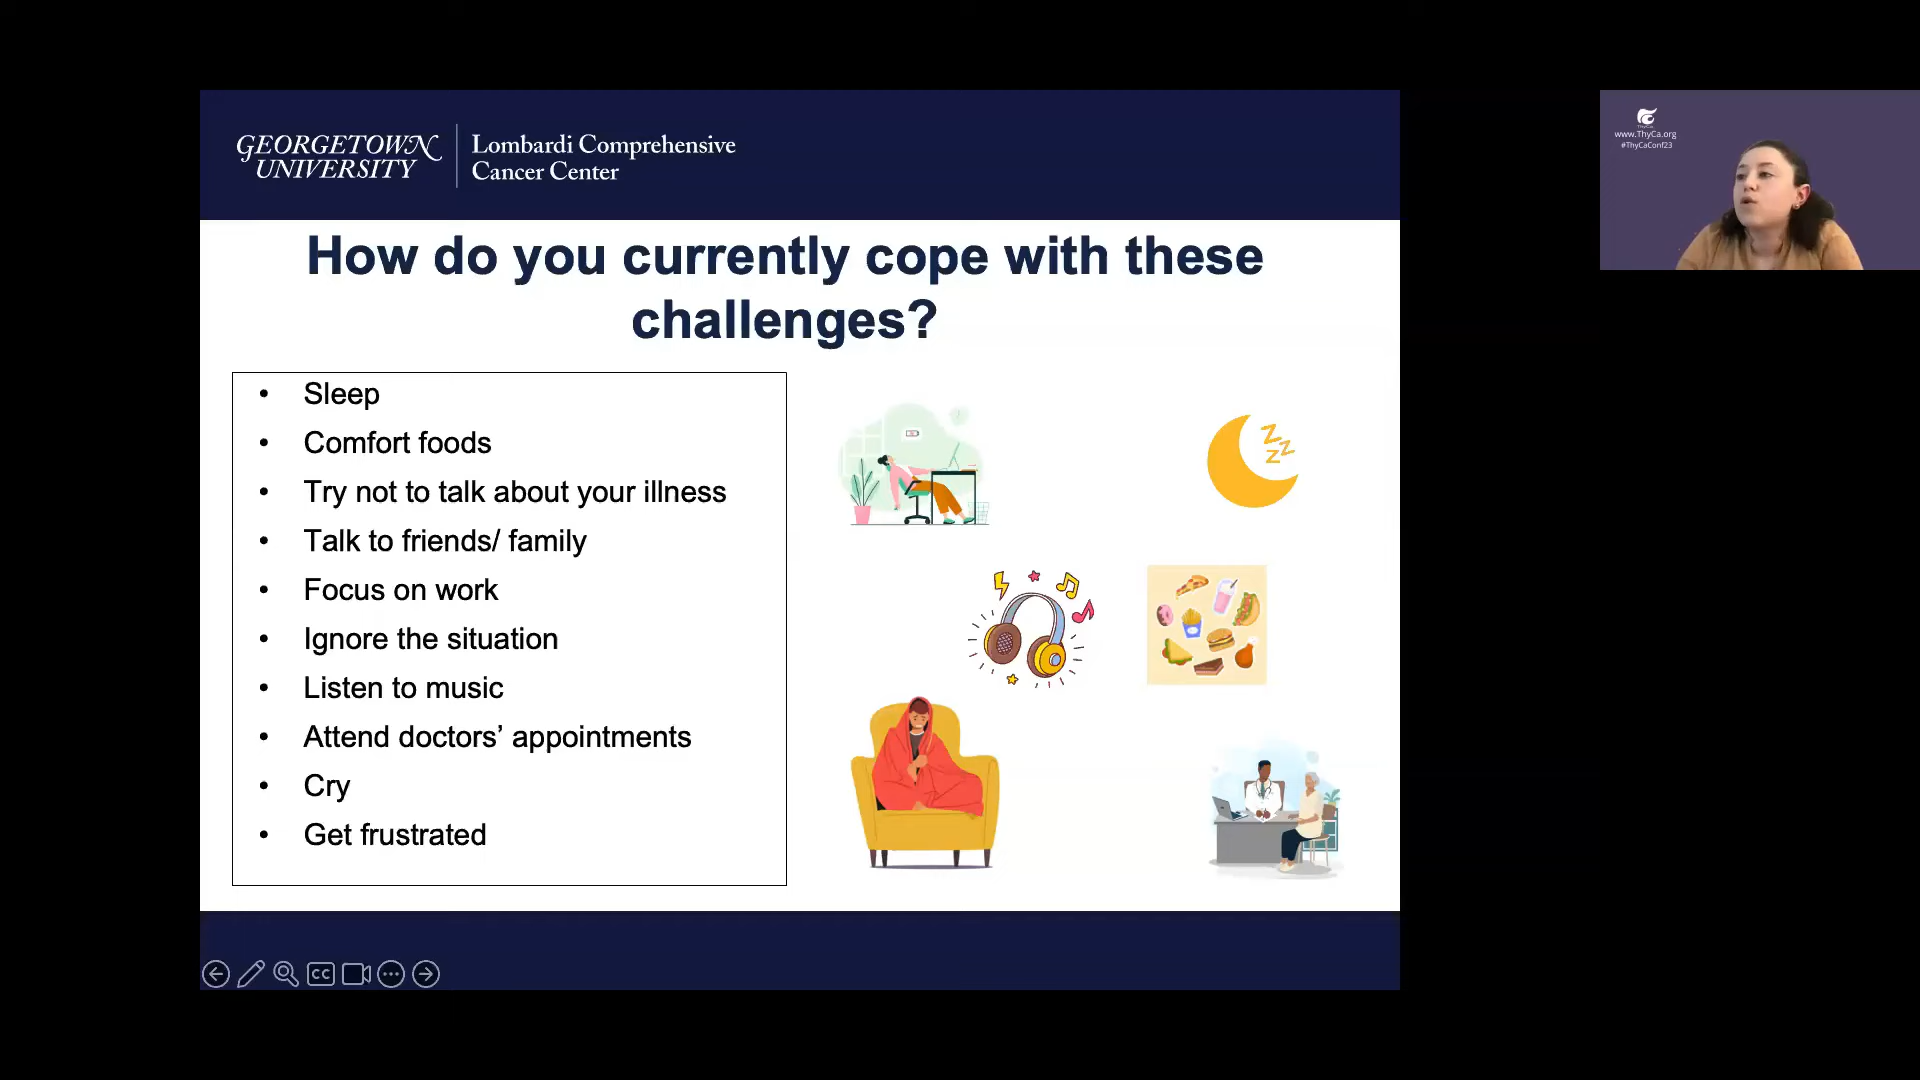 GEORGETOWN
UNIVERSITY
Lombardi Comprehensive
Cancer Center
How do you currently cope with these
challenges?
• Sleep
• Comfort foods
• Try not to talk about your illness
• Talk to friends/ family
• Focus on work
• Ignore the situation
• Listen to music
• Attend doctors’ appointments
• Cry
• Get frustrated
z
z
z
CC
www.ThyCa.org
#ThyCaConf23